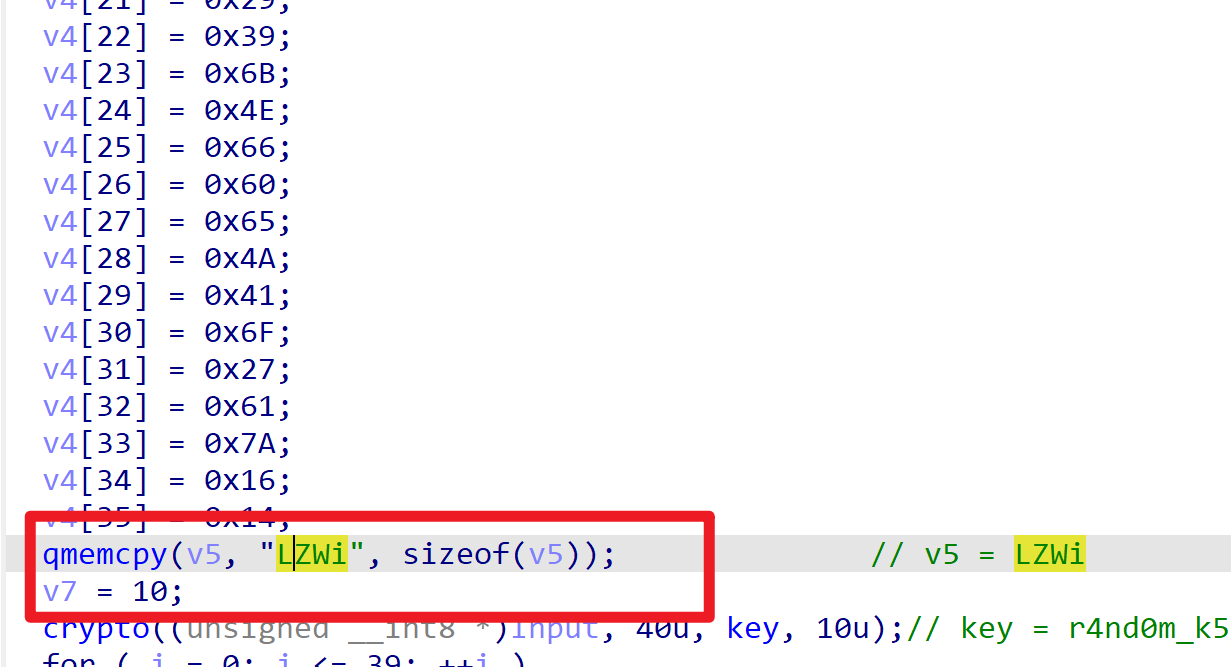 v4[21] = 0x29;
v4[22] = 0x39;
v4[23] = 0x6B;
v4[24] = 0x4E;
v4[25] = 0x66;
v4[26] = 0x60;
v4[27] = 0x65;
v4[28] = 0x4A;
v4[29] = 0x41;
v4[30] = 0x6F;
v4[31] = 0x27;
v4[32] = 0x61;
v4[33] = 0x7A;
v4[34] = 0x16;
v4[35] = 0x14;
qmemcpy(v5, "LZWi", sizeof(v5)); // v5 = LZWi
v7 = 10;
crypto((unsigned __int8 *)input, 40u, key, 10u);// key = r4nd0m_k5
for ( i = 0; i <= 39; ++i )